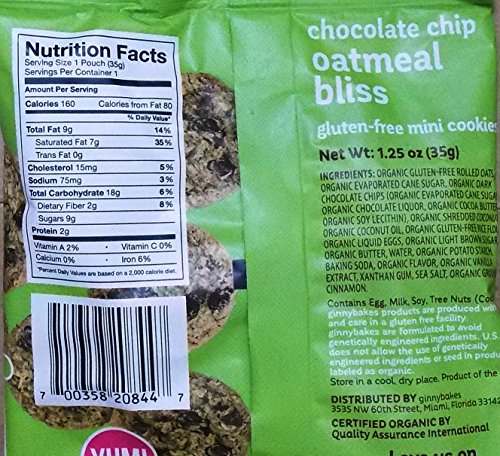 Nutrition Facts
Serving Size 1 Pouch (35g)
Servings Per Container 1
Amount Per Serving
Calories 160 Calories from Fat 80
% Daily Value*
Total Fat 9g 14%
Saturated Fat 7g 35%
Trans Fat 0g
Cholesterol 15mg 5%
Sodium 75mg 3%
Total Carbohydrate 18g 6%
Dietary Fiber 2g 8%
Sugars 9g
Protein 2g
Vitamin A 2% • Vitamin C 0%
Calcium 0% • Iron 6%
*Percent Daily Values are based on a 2,000 calorie diet.
7 00358 20844 7
YUM!
chocolate chip
oatmeal
bliss
gluten-free mini cookies
Net Wt: 1.25 oz (35g)
INGREDIENTS: ORGANIC GLUTEN-FREE ROLLED OATS,
ORGANIC EVAPORATED CANE SUGAR, ORGANIC DARK
CHOCOLATE CHIPS (ORGANIC EVAPORATED CANE SUGAR
ORGANIC CHOCOLATE LIQUOR, ORGANIC COCOA BUTTER
ORGANIC SOY LECITHIN), ORGANIC SHREDDED COCONUT
ORGANIC COCONUT OIL, ORGANIC GLUTEN-FREE RICE FLOUR
ORGANIC LIQUID EGGS, ORGANIC LIGHT BROWN SUGAR
ORGANIC BUTTER, WATER, ORGANIC POTATO STARCH,
BAKING SODA, ORGANIC FLAVOR, ORGANIC VANILLA
EXTRACT, XANTHAN GUM, SEA SALT, ORGANIC GROUND
CINNAMON.
Contains Egg, Milk, Soy, Tree Nuts (Coc
ginnybakes products are produced with
and care in a gluten free facility.
ginnybakes are formulated to avoid
genetically engineered ingredients. U.S.
does not allow the use of genetically
engineered ingredients or seed in produ
labeled as organic.
Store in a cool, dry place. Product of the
DISTRIBUTED BY ginnybakes
3535 NW 60th Street, Miami, Florida 33142
CERTIFIED ORGANIC BY
Quality Assurance International
Love us on